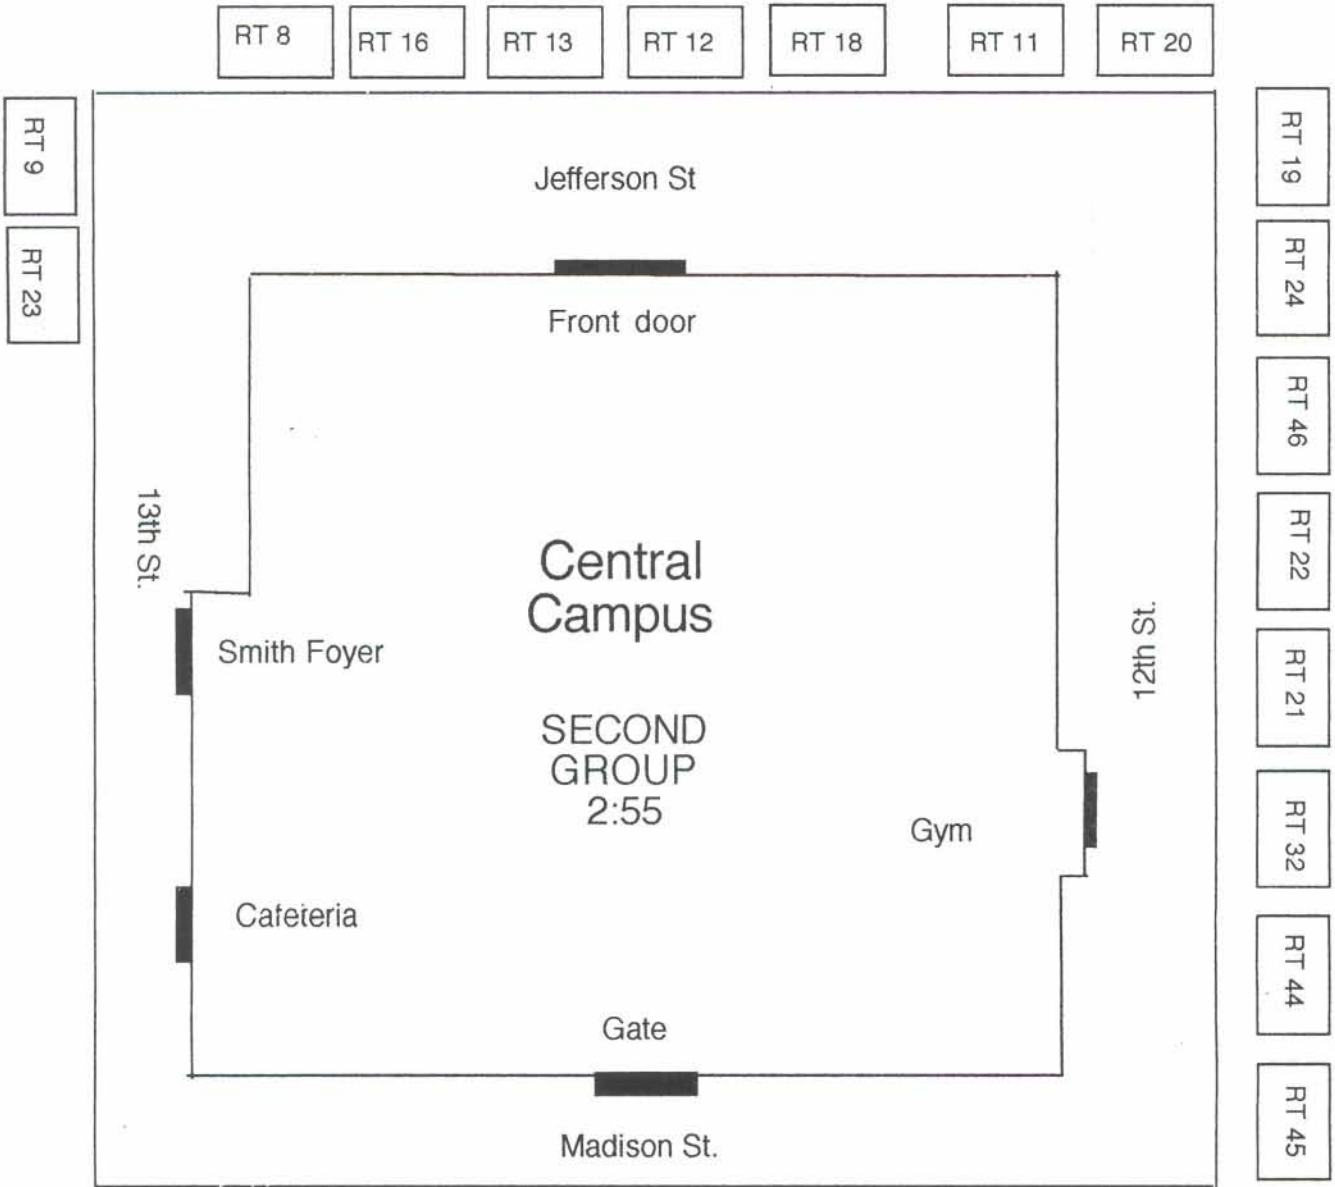 RT 8
RT 16
RT 13
RT 12
RT 18
RT 11
RT 20
RT 9
RT 23
RT 19
RT 24
RT 46
RT 22
RT 21
RT 32
RT 44
RT 45
Jefferson St
Front door
13th St.
12th St.
Central
Campus
Smith Foyer
SECOND
GROUP
2:55
Gym
Cafeteria
Gate
Madison St.